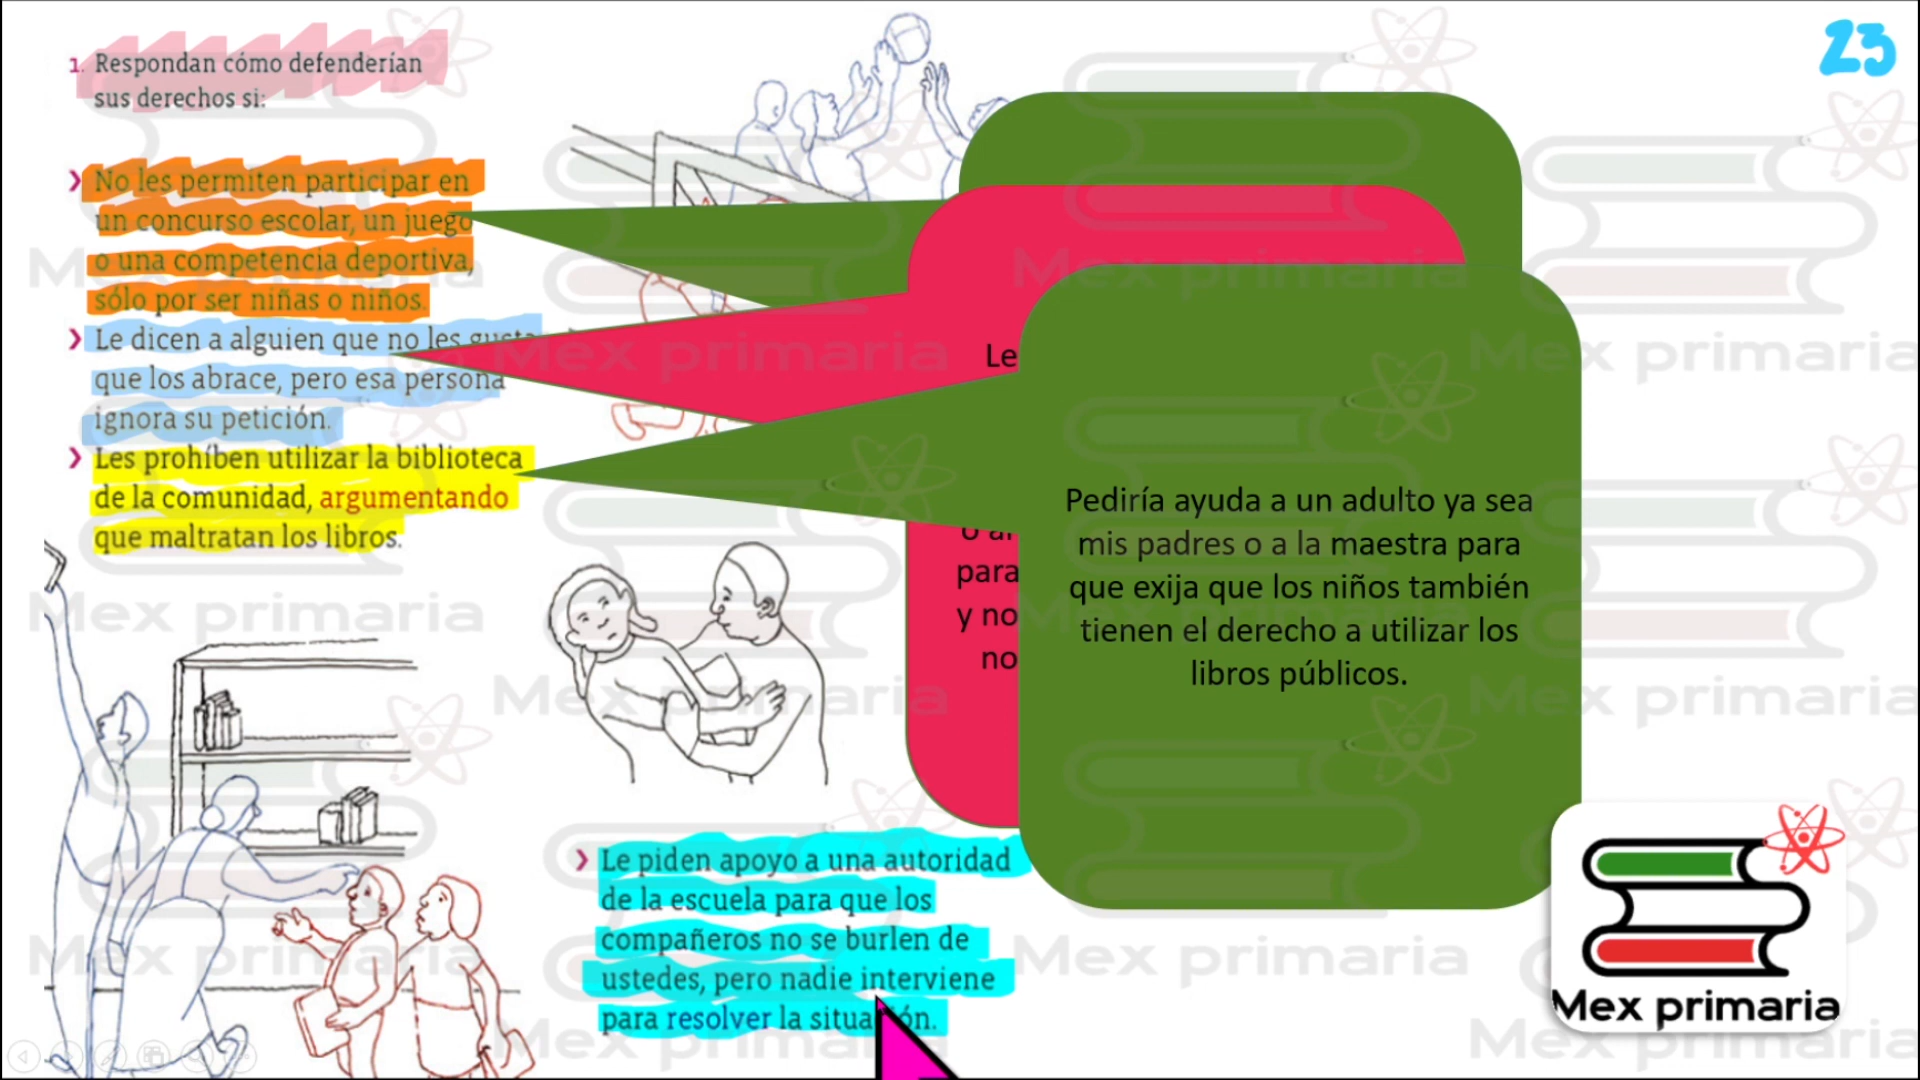 23
1. Respondan cómo defenderían
sus derechos si:
❯ No les permiten participar en
un concurso escolar, un juego
o una competencia deportiva,
sólo por ser niñas o niños.
❯ Le dicen a alguien que no les gusta
que los abrace, pero esa persona
ignora su petición.
❯ Les prohíben utilizar la biblioteca
de la comunidad, argumentando
que maltratan los libros.
Le
para
y no
no
Pediría ayuda a un adulto ya sea
mis padres o a la maestra para
que exija que los niños también
tienen el derecho a utilizar los
libros públicos.
❯ Le piden apoyo a una autoridad
de la escuela para que los
compañeros no se burlen de
ustedes, pero nadie interviene
para resolver la situación.
Mex primaria